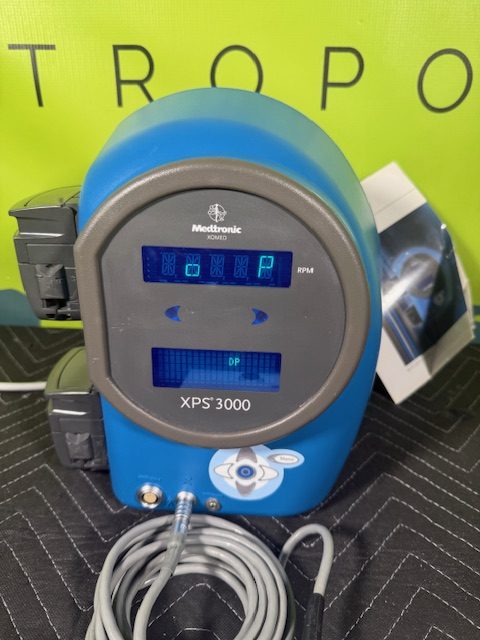 TROPO
Medtronic
XOMED
o P
RPM
DP
XPS® 3000
Menu